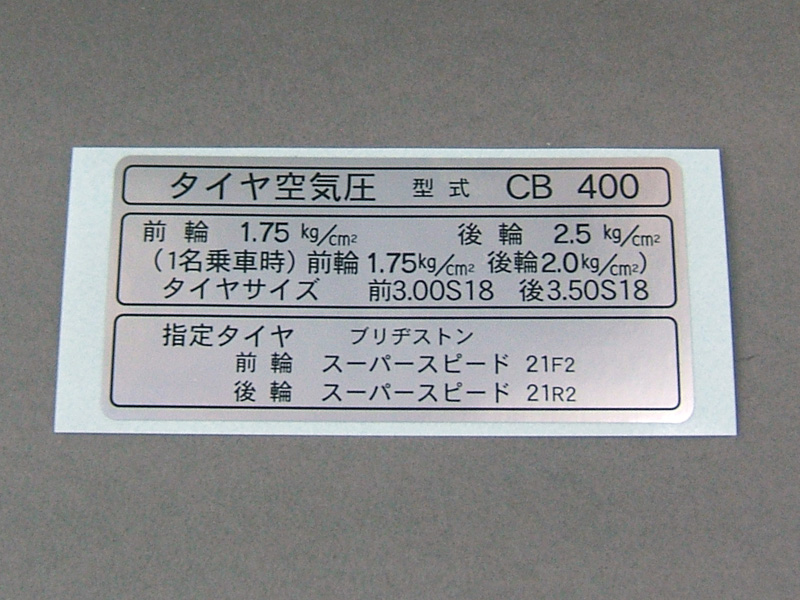 タイヤ空気圧 型式 CB 400
前輪 1.75 kg/cm² 後輪 2.5 kg/cm²
(1名乗車時)前輪1.75kg/cm² 後輪2.0kg/cm²)
タイヤサイズ 前3.00S18 後3.50S18
指定タイヤ ブリヂストン
前輪 スーパースピード 21F2
後輪 スーパースピード 21R2